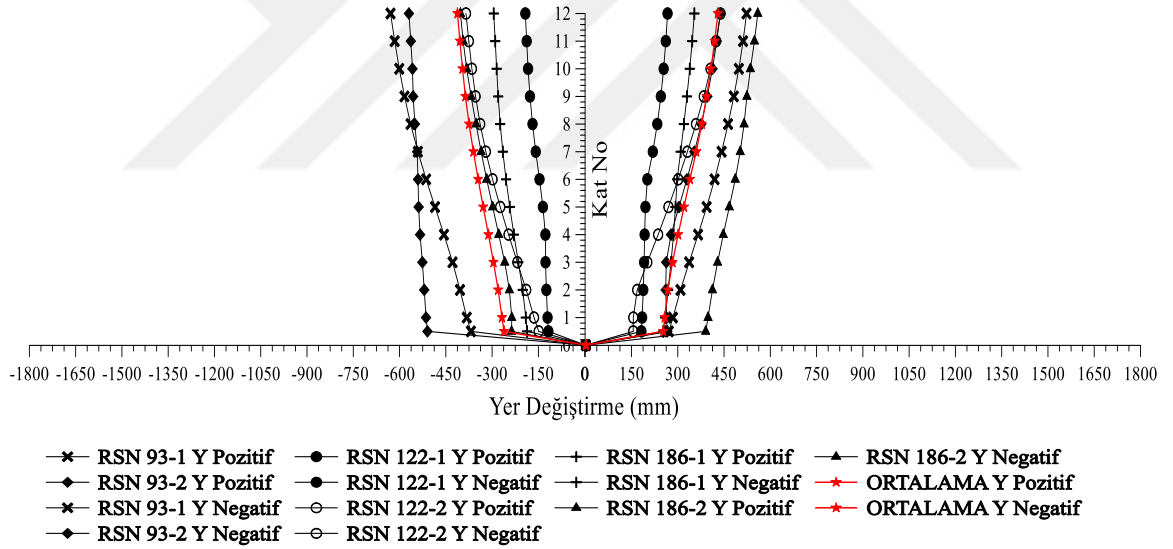 12
11
10
9
8
7
6
5
4
3
2
1
0
Kat No
-1800 -1650 -1500 -1350 -1200 -1050 -900 -750 -600 -450 -300 -150 0 150 300 450 600 750 900 1050 1200 1350 1500 1650 1800
Yer Değiştirme (mm)
RSN 93-1 Y Pozitif RSN 122-1 Y Pozitif RSN 186-1 Y Pozitif RSN 186-2 Y Negatif
RSN 93-2 Y Pozitif RSN 122-1 Y Negatif RSN 186-1 Y Negatif ORTALAMA Y Pozitif
RSN 93-1 Y Negatif RSN 122-2 Y Pozitif RSN 186-2 Y Pozitif ORTALAMA Y Negatif
RSN 93-2 Y Negatif RSN 122-2 Y Negatif